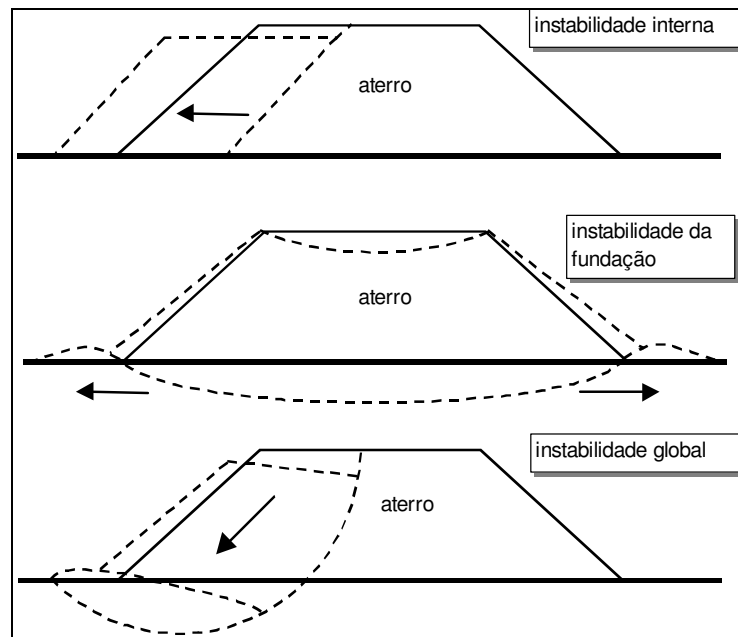 instabilidade interna
aterro
instabilidade da
fundação
aterro
instabilidade global
aterro